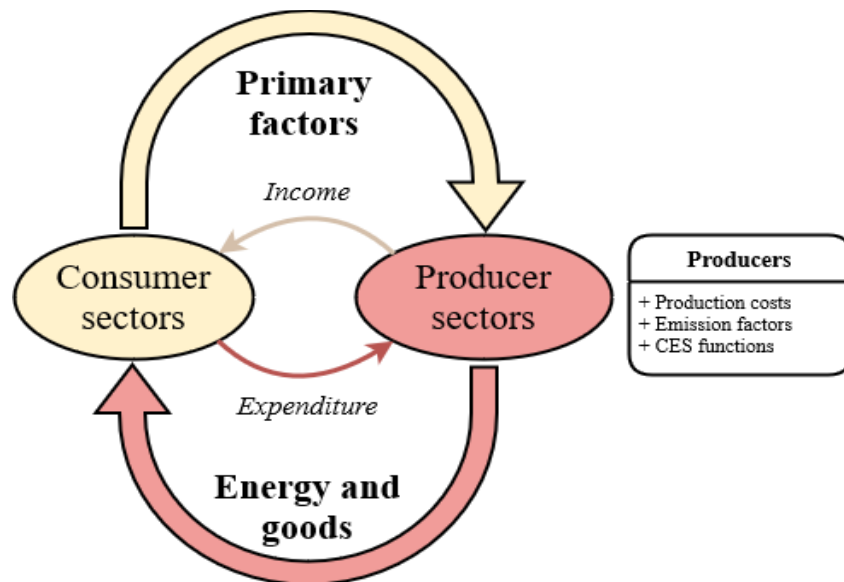 Primary
factors
Income
Consumer
sectors
Producer
sectors
Producers
+ Production costs
+ Emission factors
+ CES functions
Expenditure
Energy and
goods